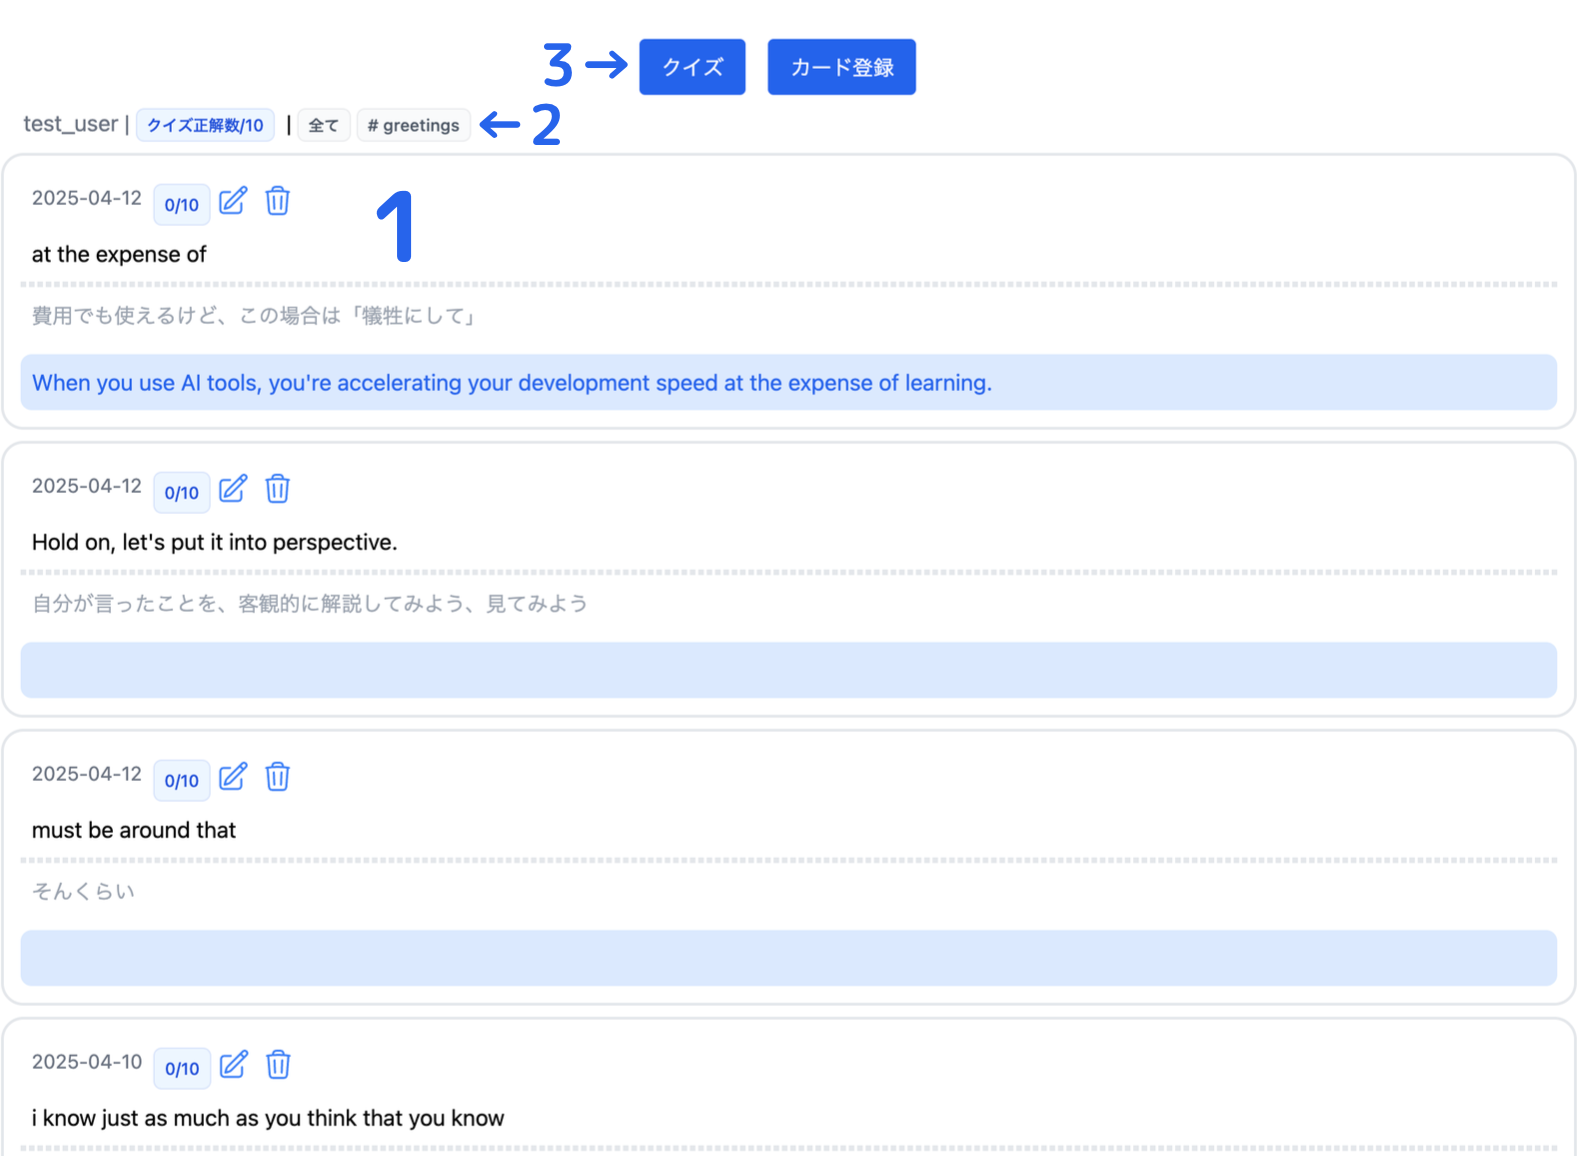 3 → クイズ カード登録
test_user | クイズ正解数/10 | 全て # greetings ← 2
2025-04-12 0/10 1
at the expense of
費用でも使えるけど、この場合は「犠牲にして」
When you use AI tools, you're accelerating your development speed at the expense of learning.
2025-04-12 0/10
Hold on, let's put it into perspective.
自分が言ったことを、客観的に解説してみよう、見てみよう
2025-04-12 0/10
must be around that
そんくらい
2025-04-10 0/10
i know just as much as you think that you know